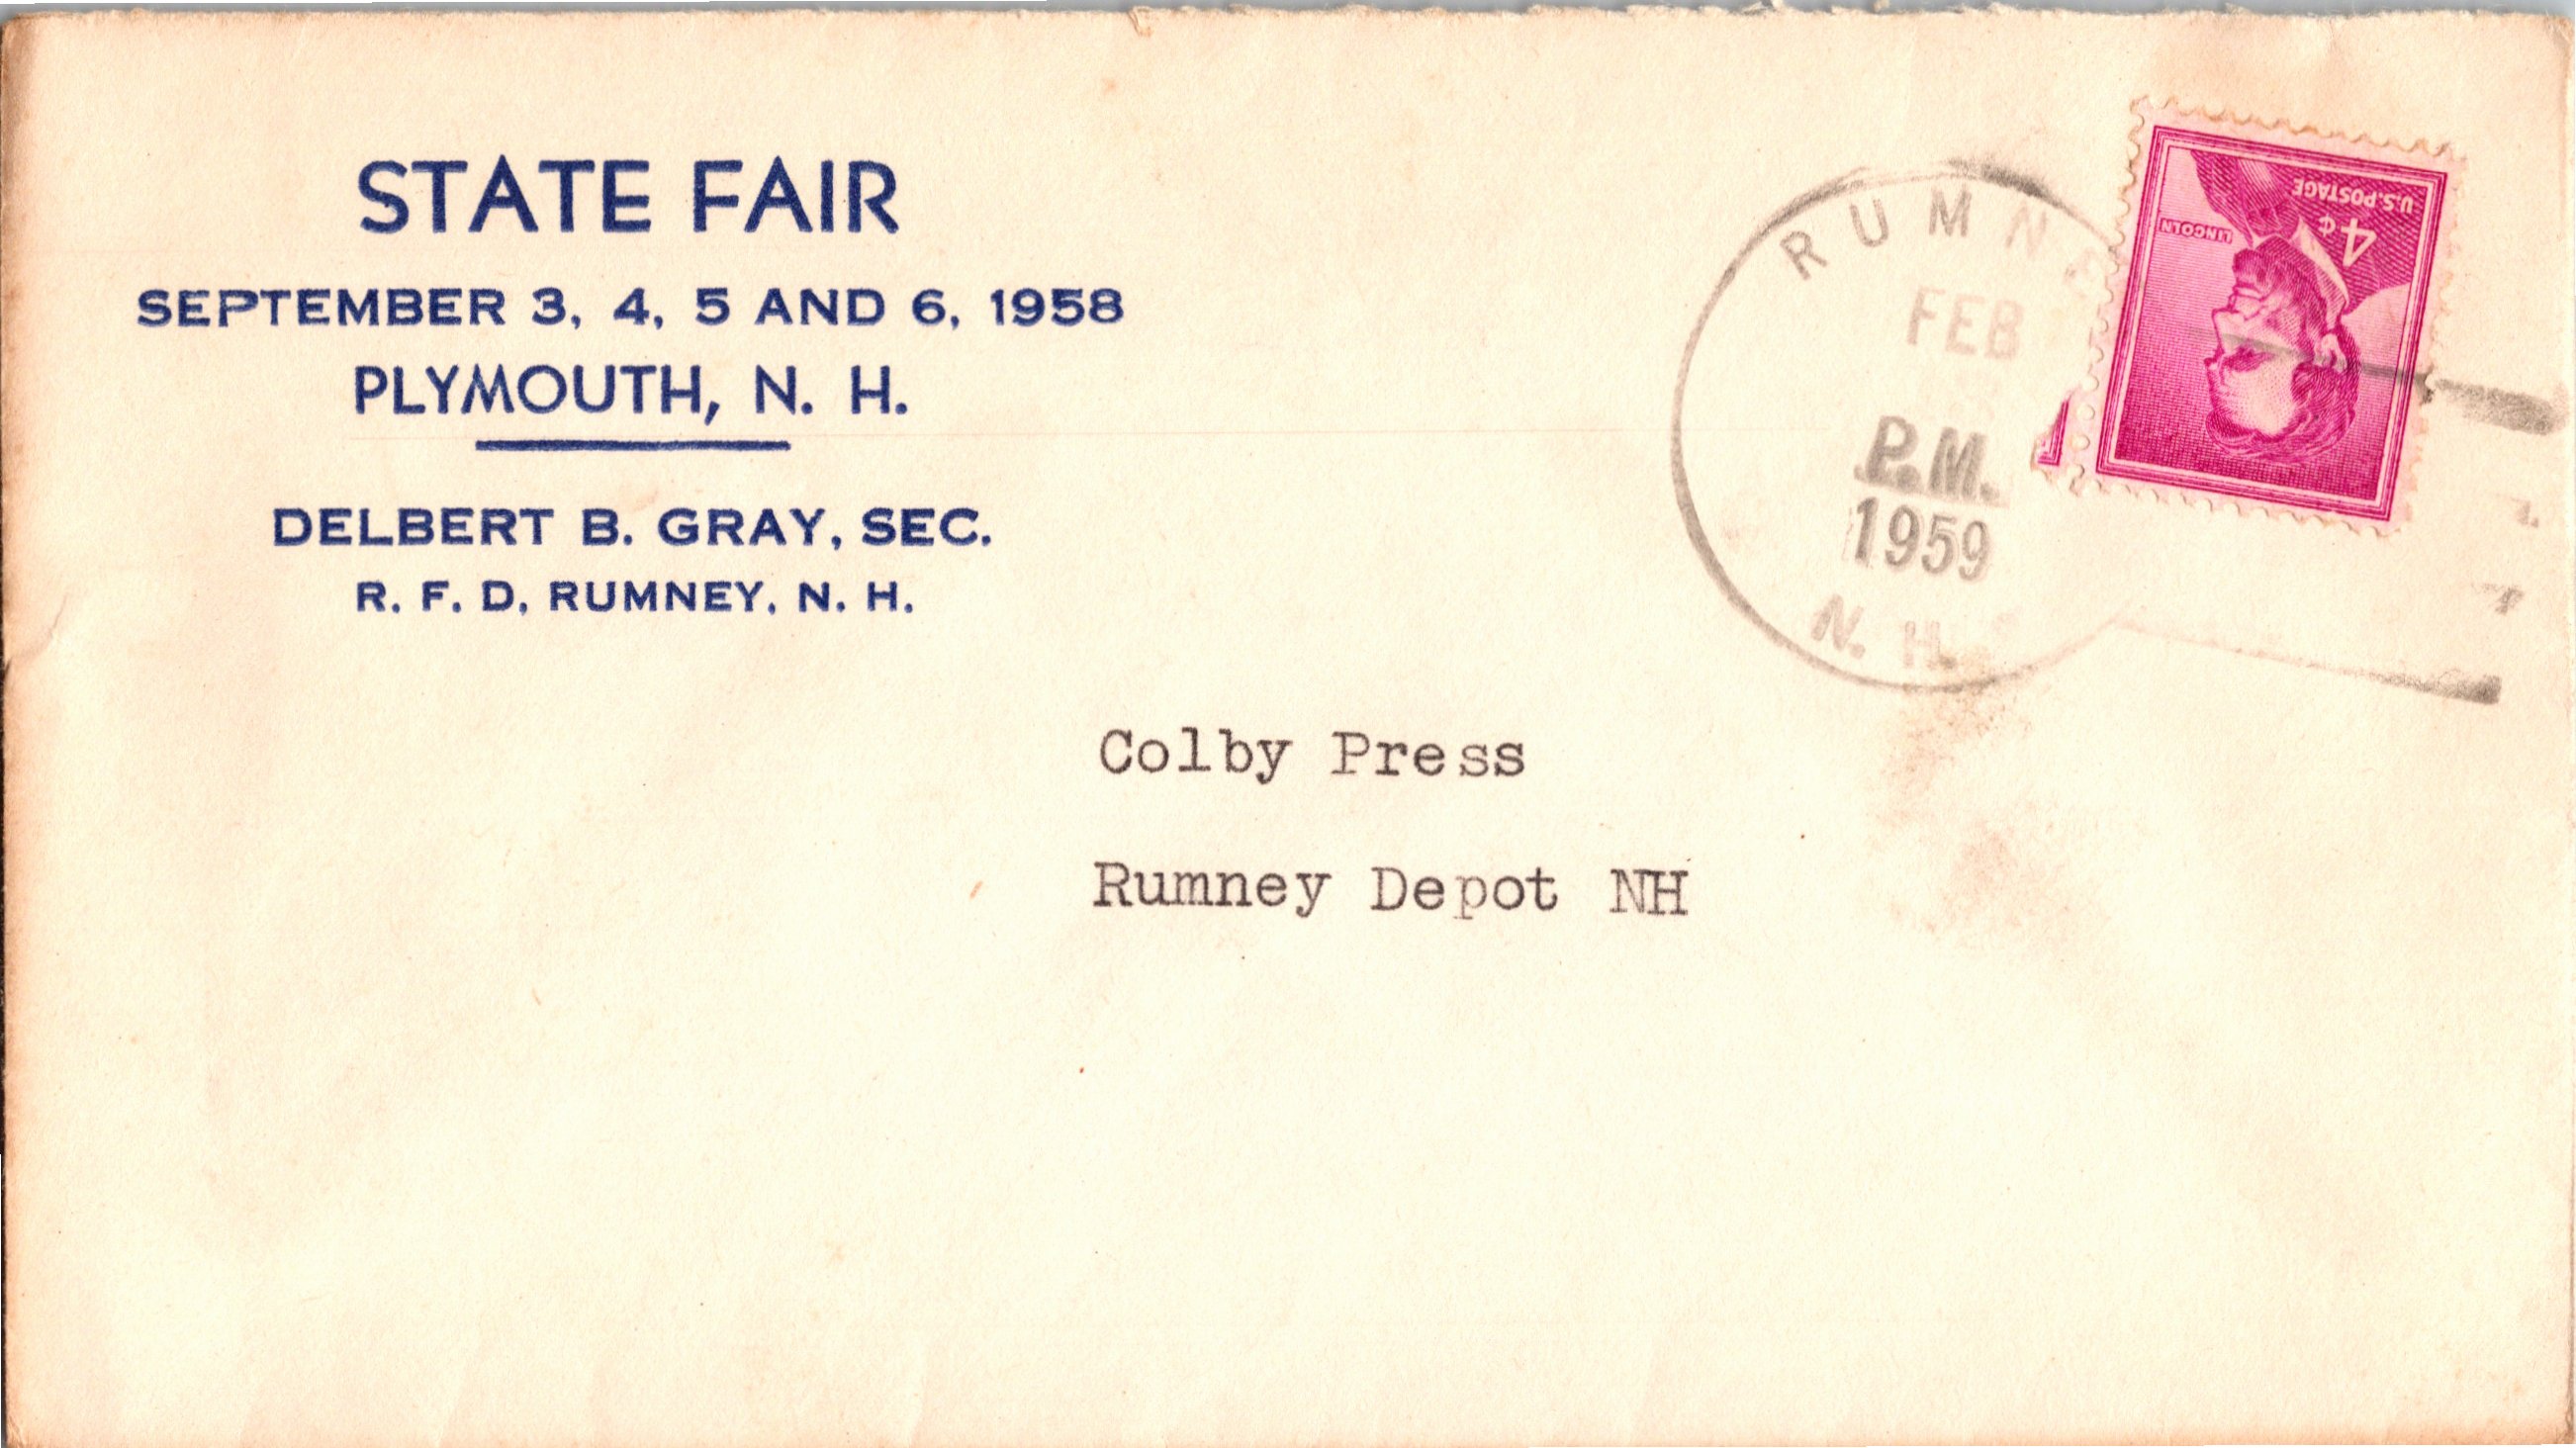 STATE FAIR
SEPTEMBER 3, 4, 5 AND 6, 1958
PLYMOUTH, N. H.
DELBERT B. GRAY, SEC.
R. F. D. RUMNEY, N. H.
RUMNE
FEB
P.M.
1959
N. H.
U.S. POSTAGE
4¢
LINCOLN
Colby Press
Rumney Depot NH